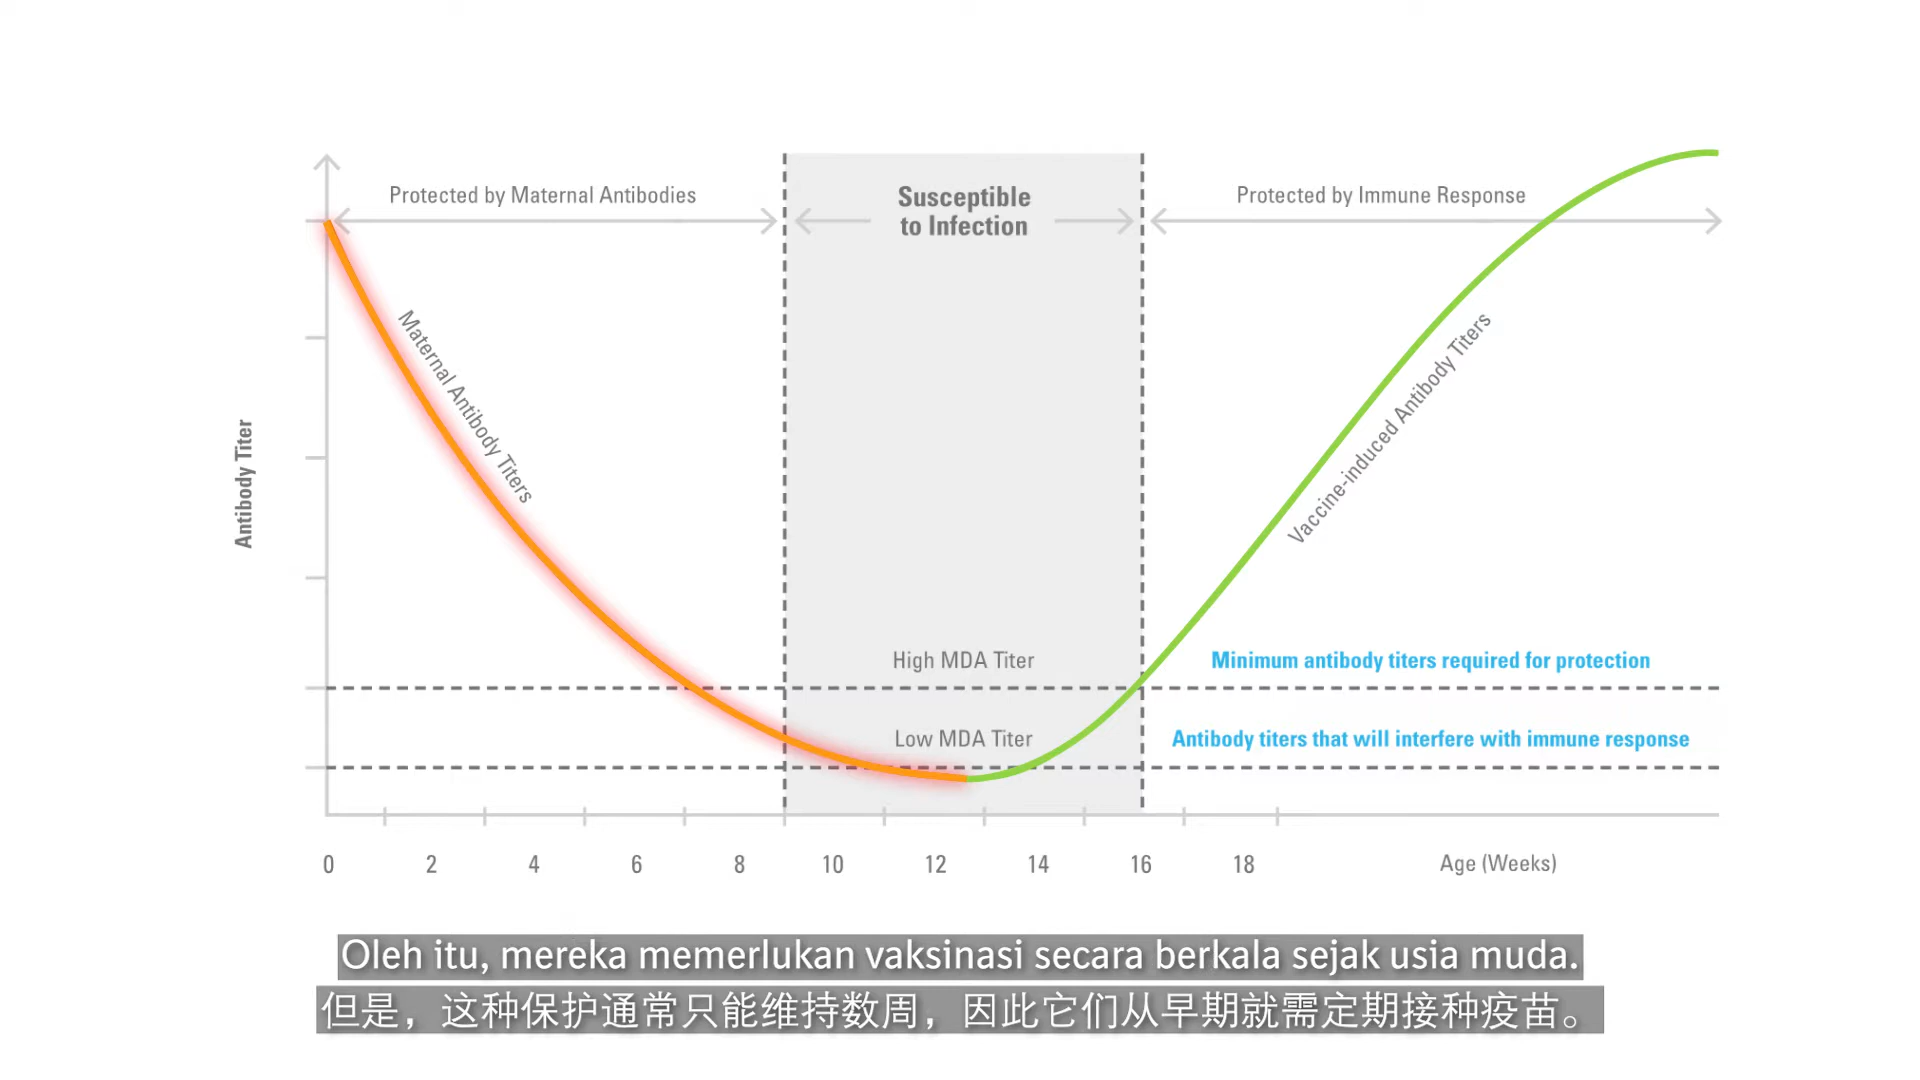 Protected by Maternal Antibodies
Susceptible
to Infection
Protected by Immune Response
Maternal Antibody Titers
Vaccine-induced Antibody Titers
Antibody Titer
High MDA Titer
Minimum antibody titers required for protection
Low MDA Titer
Antibody titers that will interfere with immune response
0 2 4 6 8 10 12 14 16 18 Age (Weeks)
Oleh itu, mereka memerlukan vaksinasi secara berkala sejak usia muda.
但是，这种保护通常只能维持数周，因此它们从早期就需定期接种疫苗。